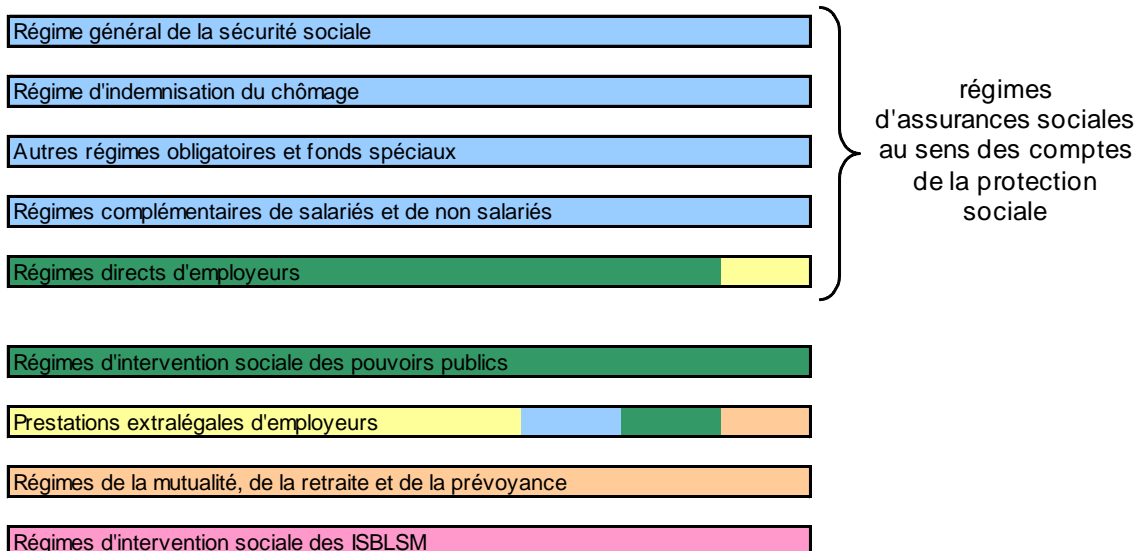 Régime général de la sécurité sociale
Régime d'indemnisation du chômage
Autres régimes obligatoires et fonds spéciaux
Régimes complémentaires de salariés et de non salariés
Régimes directs d'employeurs
régimes
d'assurances sociales
au sens des comptes
de la protection
sociale
Régimes d'intervention sociale des pouvoirs publics
Prestations extralégales d'employeurs
Régimes de la mutualité, de la retraite et de la prévoyance
Régimes d'intervention sociale des ISBLSM